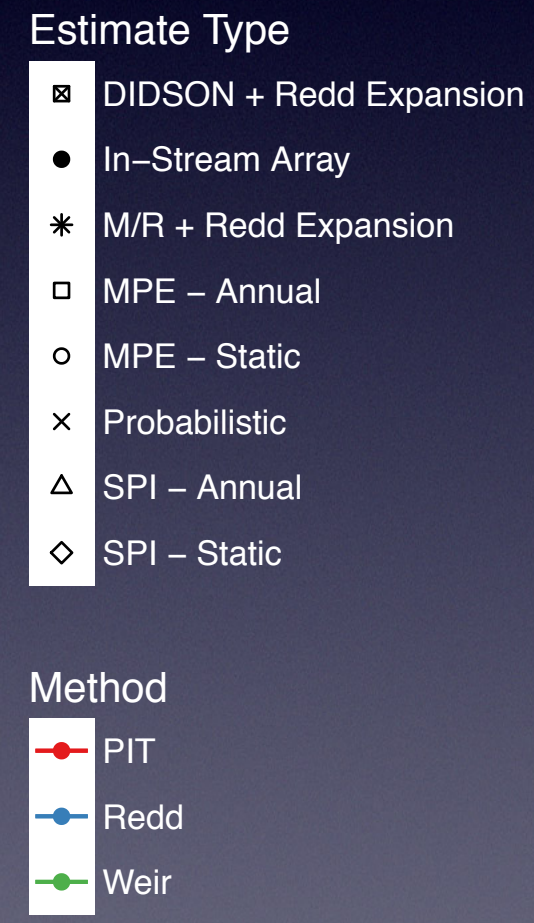 Estimate Type
DIDSON + Redd Expansion
In−Stream Array
M/R + Redd Expansion
MPE − Annual
MPE − Static
Probabilistic
SPI − Annual
SPI − Static
Method
PIT
Redd
Weir